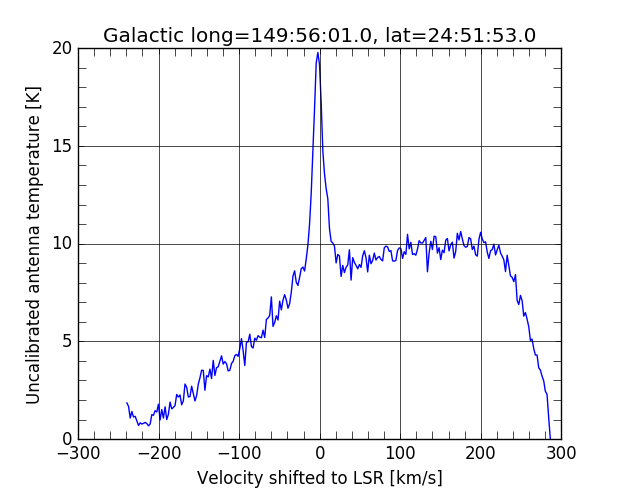 Galactic long=149:56:01.0, lat=24:51:53.0
Uncalibrated antenna temperature [K]
20
15
10
5
0
−300 −200 −100 0 100 200 300
Velocity shifted to LSR [km/s]